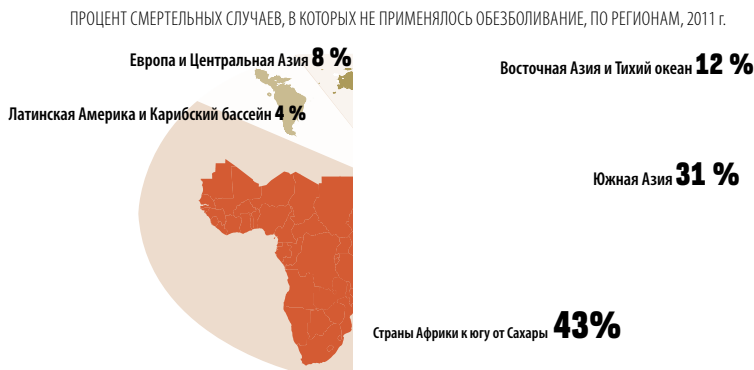 ПРОЦЕНТ СМЕРТЕЛЬНЫХ СЛУЧАЕВ, В КОТОРЫХ НЕ ПРИМЕНЯЛОСЬ ОБЕЗБОЛИВАНИЕ, ПО РЕГИОНАМ, 2011 г.
Европа и Центральная Азия 8 %
Восточная Азия и Тихий океан 12 %
Латинская Америка и Карибский бассейн 4 %
Южная Азия 31 %
Страны Африки к югу от Сахары 43%